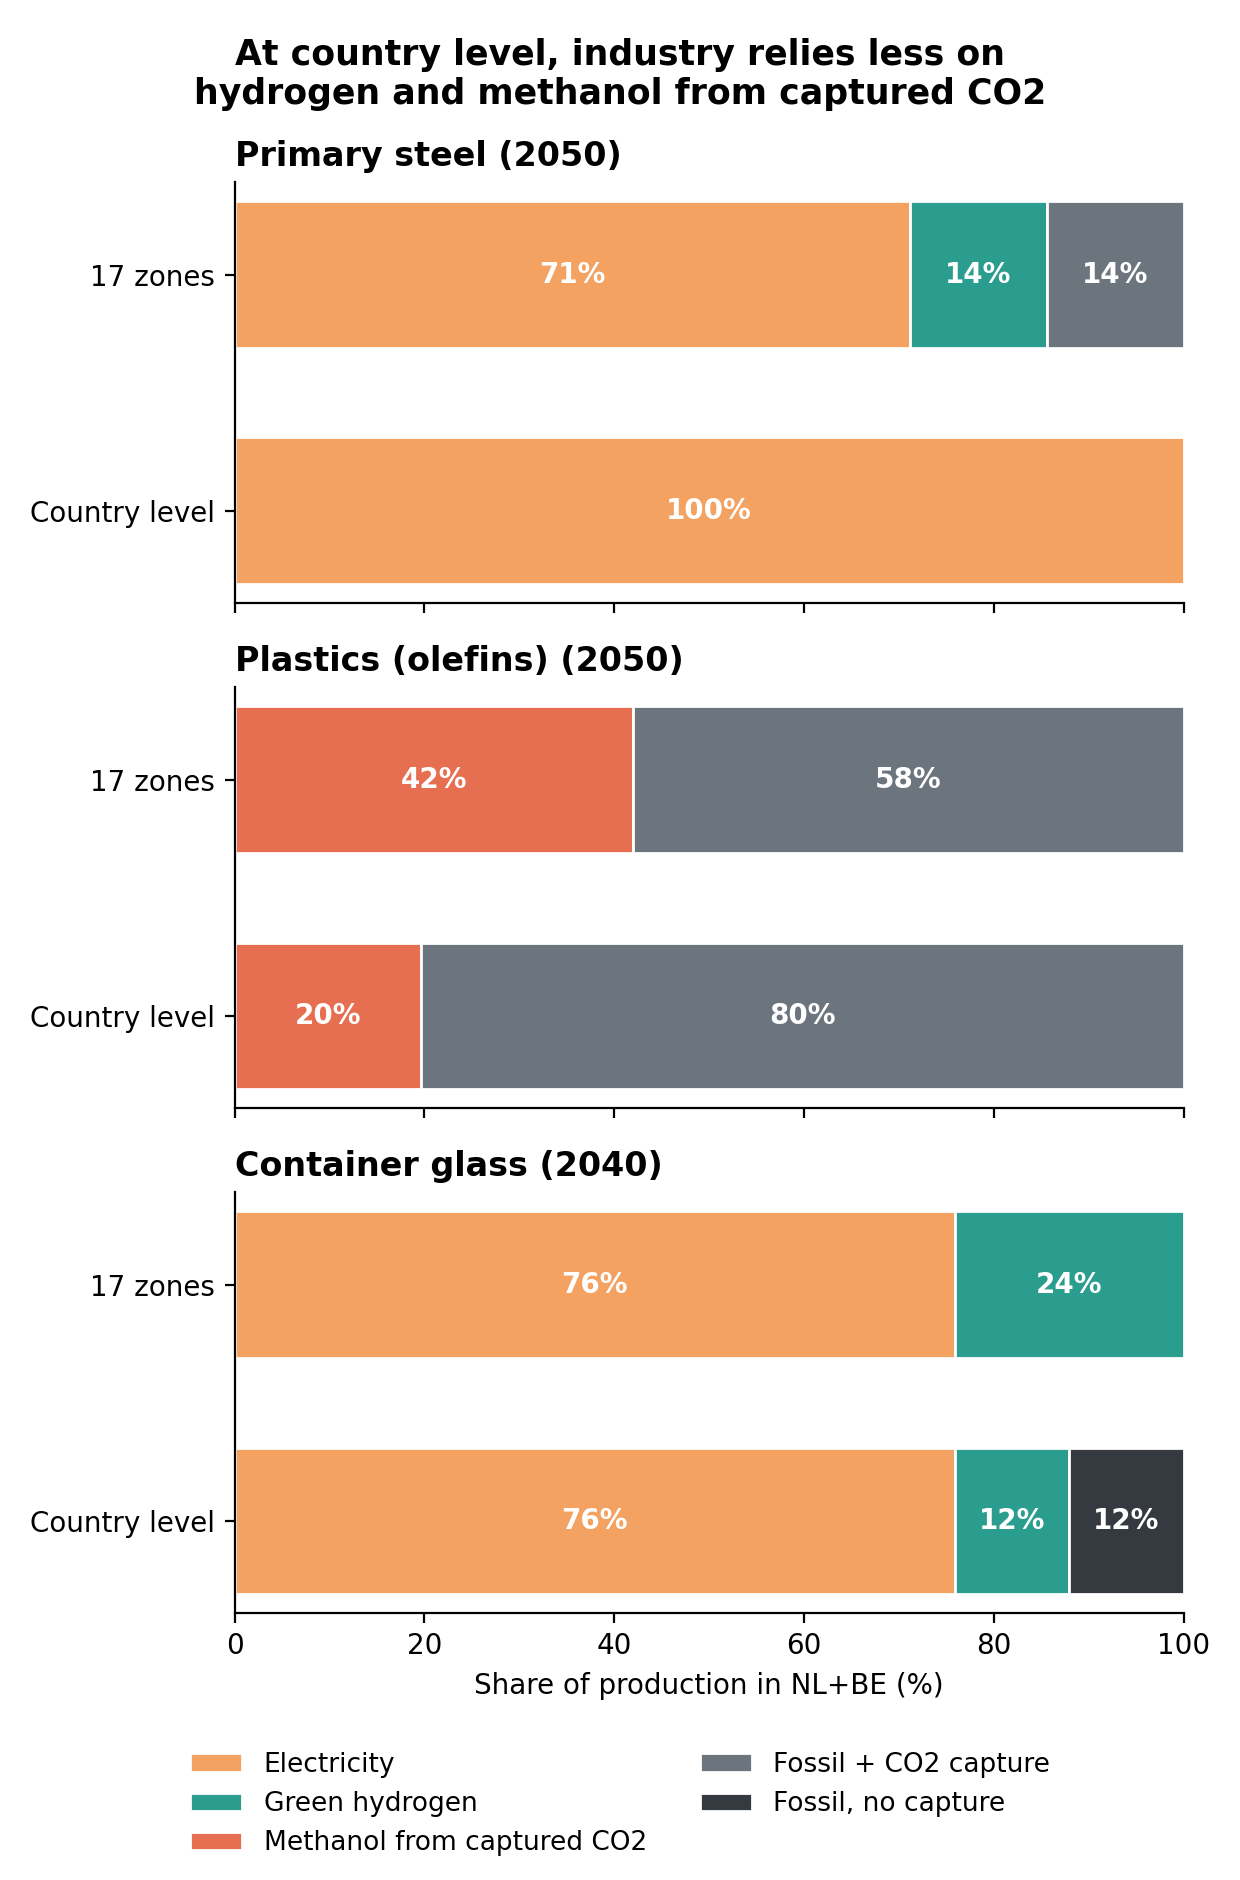 At country level, industry relies less on
hydrogen and methanol from captured CO2
Primary steel (2050)
17 zones
71%
14%
14%
Country level
100%
Plastics (olefins) (2050)
17 zones
42%
58%
Country level
20%
80%
Container glass (2040)
17 zones
76%
24%
Country level
76%
12%
12%
0 20 40 60 80 100
Share of production in NL+BE (%)
Electricity
Green hydrogen
Methanol from captured CO2
Fossil + CO2 capture
Fossil, no capture